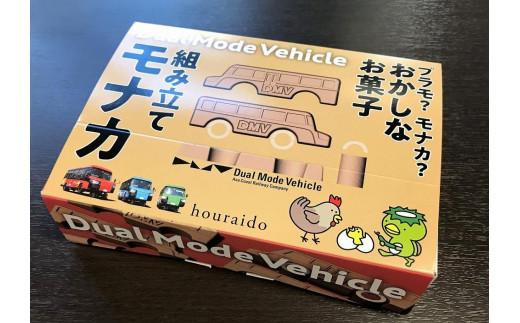 Dual Mode Vehicle
プラモ?モナカ?
おかしな
お菓子
組み立て
モナカ
DMV
DMV
Dual Mode Vehicle
Asa Coast Railway Company
houraido
Dual Mode Vehicle